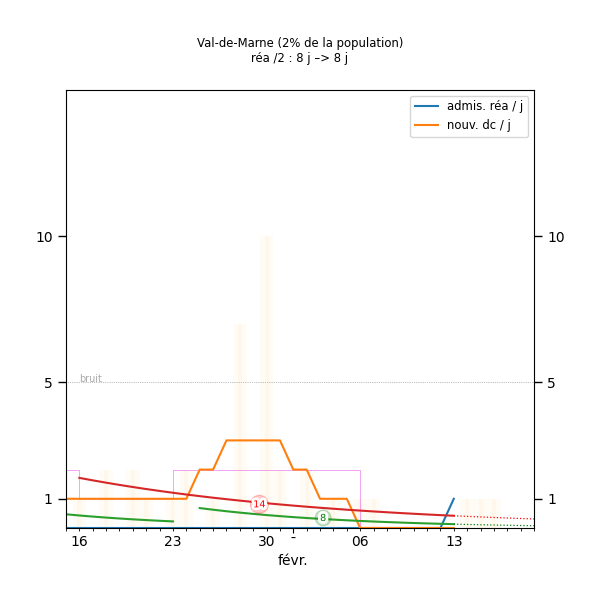 Val-de-Marne (2% de la population)
réa /2 : 8 j –> 8 j
admis. réa / j
nouv. dc / j
10 10
bruit
5 5
14
1 1
8
16 23 30 - 06 13
févr.